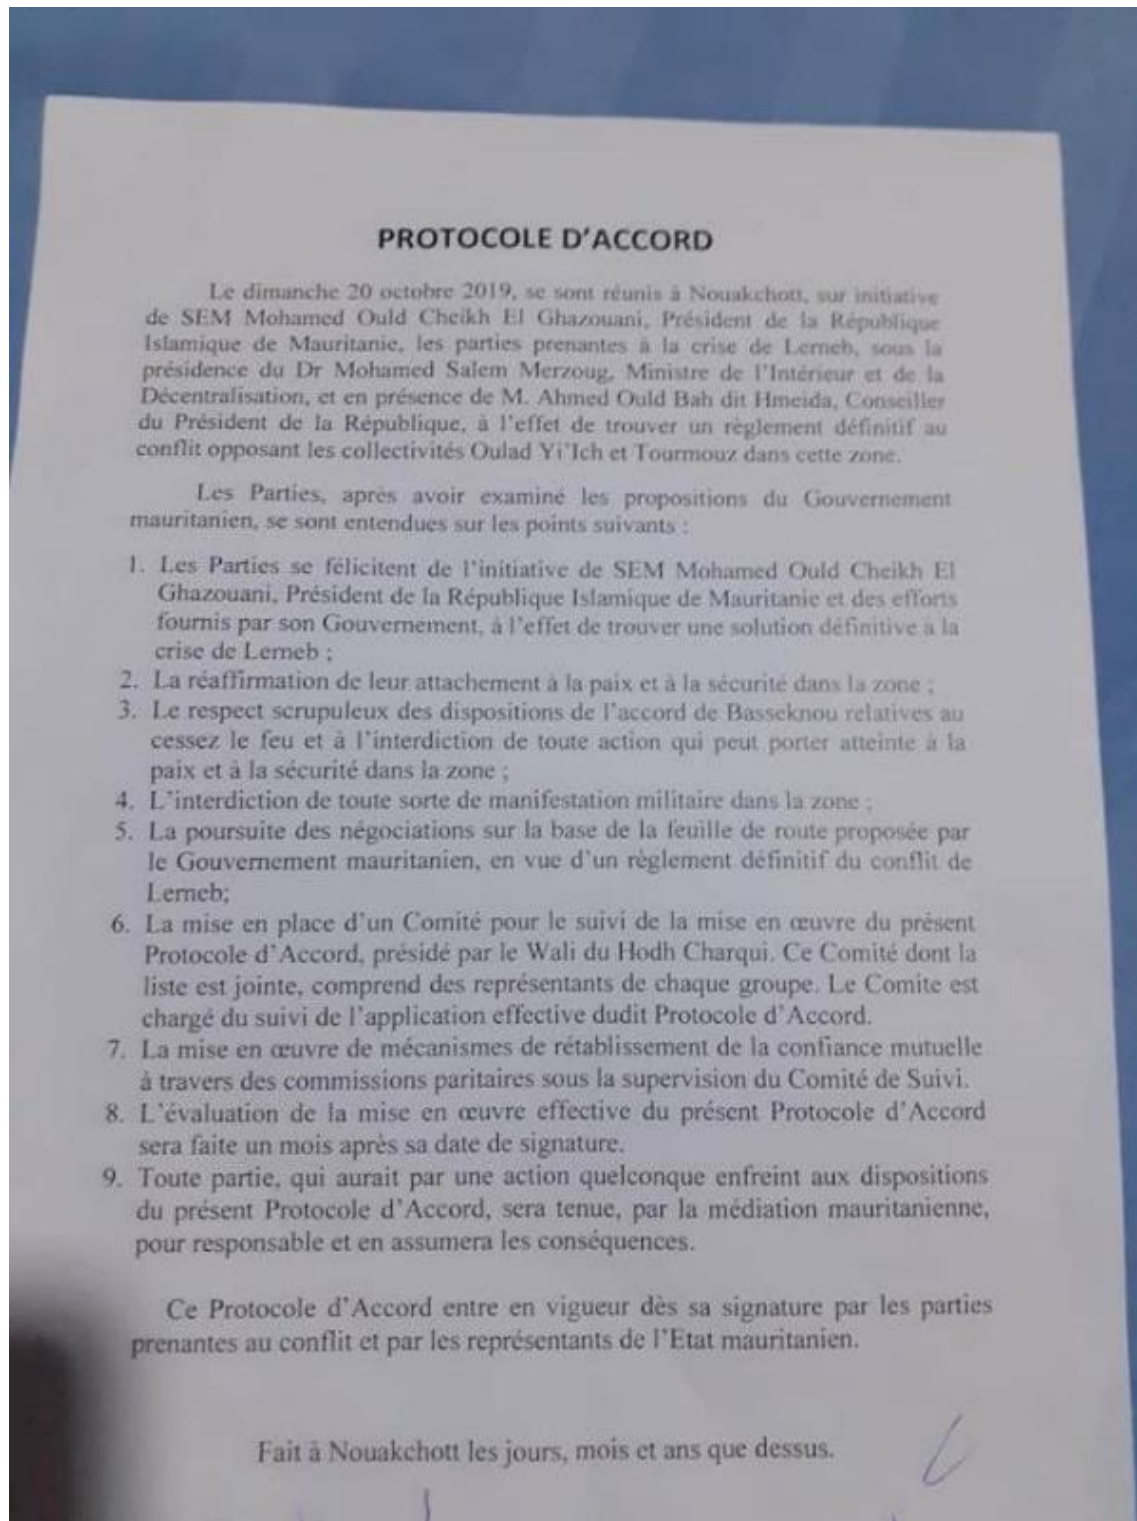 PROTOCOLE D'ACCORD
Le dimanche 20 octobre 2019, se sont réunis à Nouakchott, sur initiative
de SEM Mohamed Ould Cheikh El Ghazouani, Président de la République
Islamique de Mauritanie, les parties prenantes à la crise de Lerneb, sous la
présidence du Dr Mohamed Salem Merzoug, Ministre de l'Intérieur et de la
Décentralisation, et en présence de M. Ahmed Ould Bah dit Hmeida, Conseiller
du Président de la République, à l'effet de trouver un règlement définitif au
conflit opposant les collectivités Oulad Yi'Ich et Tourmouz dans cette zone.
Les Parties, après avoir examiné les propositions du Gouvernement
mauritanien, se sont entendues sur les points suivants :
1. Les Parties se félicitent de l'initiative de SEM Mohamed Ould Cheikh El
Ghazouani, Président de la République Islamique de Mauritanie et des efforts
fournis par son Gouvernement, à l'effet de trouver une solution définitive a la
crise de Lerneb ;
2. La réaffirmation de leur attachement à la paix et à la sécurité dans la zone ;
3. Le respect scrupuleux des dispositions de l'accord de Basseknou relatives au
cessez le feu et à l'interdiction de toute action qui peut porter atteinte à la
paix et à la sécurité dans la zone ;
4. L'interdiction de toute sorte de manifestation militaire dans la zone ;
5. La poursuite des négociations sur la base de la feuille de route proposée par
le Gouvernement mauritanien, en vue d'un règlement définitif du conflit de
Lerneb;
6. La mise en place d'un Comité pour le suivi de la mise en œuvre du présent
Protocole d'Accord, présidé par le Wali du Hodh Charqui. Ce Comité dont la
liste est jointe, comprend des représentants de chaque groupe. Le Comite est
chargé du suivi de l'application effective dudit Protocole d'Accord.
7. La mise en œuvre de mécanismes de rétablissement de la confiance mutuelle
à travers des commissions paritaires sous la supervision du Comité de Suivi.
8. L'évaluation de la mise en œuvre effective du présent Protocole d'Accord
sera faite un mois après sa date de signature.
9. Toute partie, qui aurait par une action quelconque enfreint aux dispositions
du présent Protocole d'Accord, sera tenue, par la médiation mauritanienne,
pour responsable et en assumera les conséquences.
Ce Protocole d'Accord entre en vigueur dès sa signature par les parties
prenantes au conflit et par les représentants de l'Etat mauritanien.
Fait à Nouakchott les jours, mois et ans que dessus.